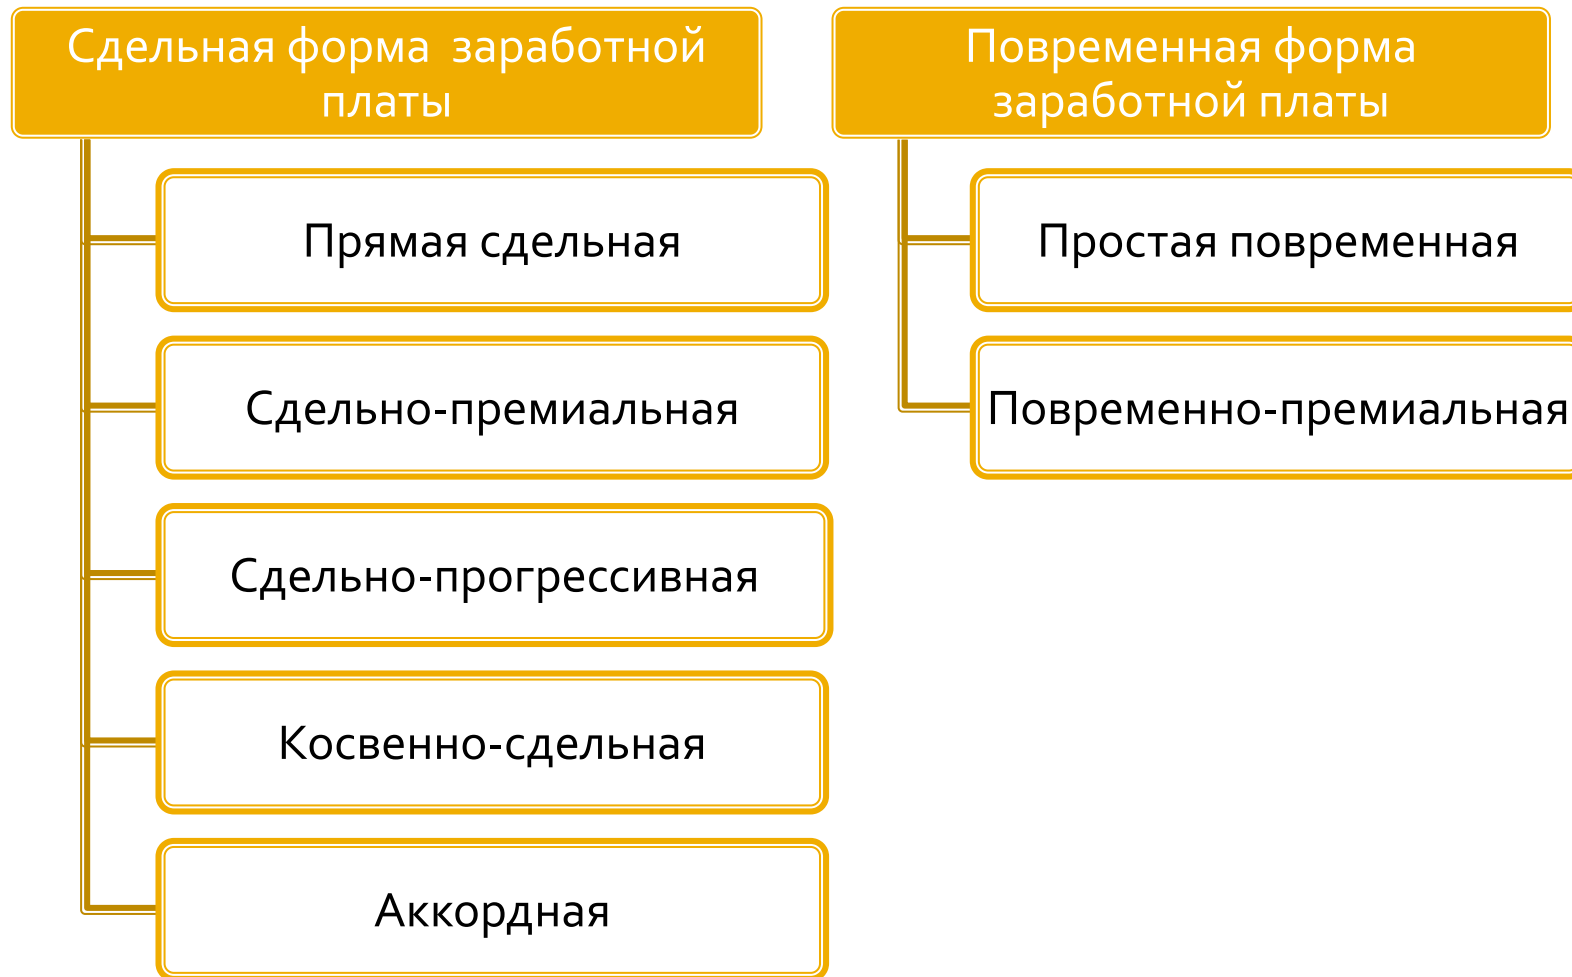 Сдельная форма заработной
платы
Прямая сдельная
Сдельно-премиальная
Сдельно-прогрессивная
Косвенно-сдельная
Аккордная
Повременная форма
заработной платы
Простая повременная
Повременно-премиальная